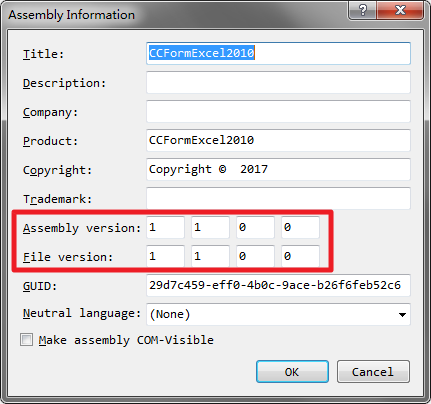 Assembly Information
?
Title: CCFormExcel2010
Description:
Company:
Product: CCFormExcel2010
Copyright: Copyright © 2017
Trademark:
Assembly version: 1 1 0 0
File version: 1 1 0 0
GUID: 29d7c459-eff0-4b0c-9ace-b26f6feb52c6
Neutral language: (None)
Make assembly COM-Visible
OK Cancel